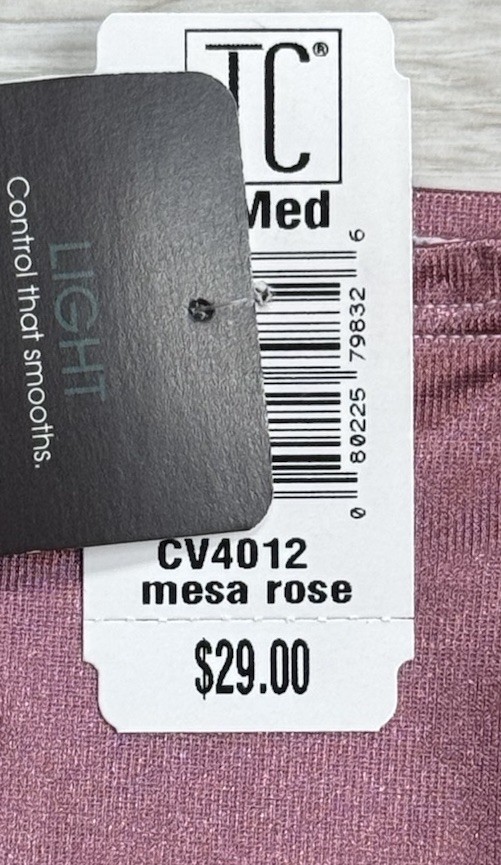 TC®
Med
0 80225 79832 6
CV4012
mesa rose
$29.00
LIGHT
Control that smooths.